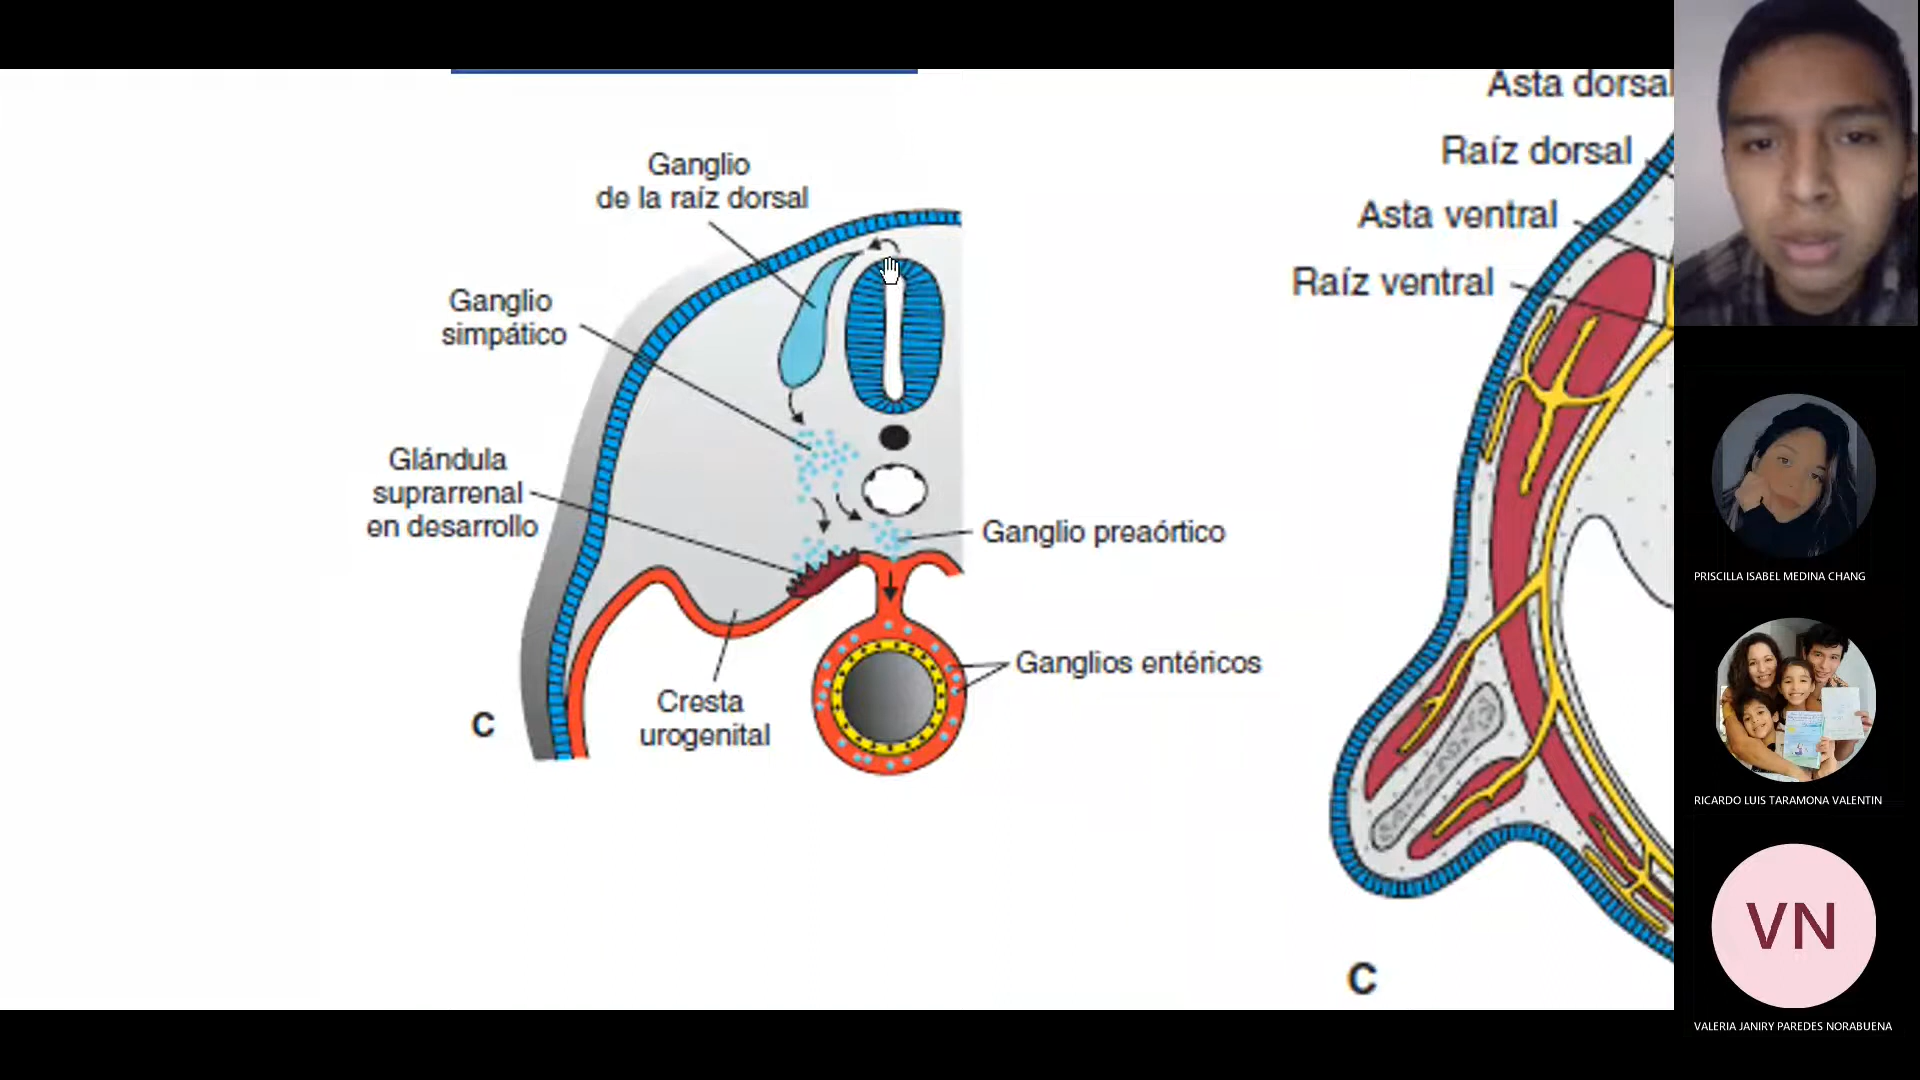 Ganglio
de la raíz dorsal
Ganglio
simpático
Glándula
suprarrenal
en desarrollo
Ganglio preaórtico
Ganglios entéricos
Cresta
urogenital
C
Asta dorsal
Raíz dorsal
Asta ventral
Raíz ventral
C
PRISCILLA ISABEL MEDINA CHANG
RICARDO LUIS TARAMONA VALENTIN
VN
VALERIA JANIRY PAREDES NORABUENA